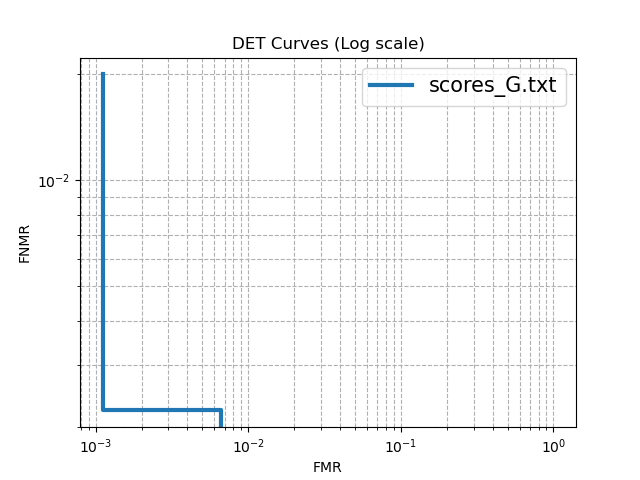 DET Curves (Log scale)
scores_G.txt
10⁻²
FNMR
10⁻³
10⁻²
10⁻¹
10⁰
FMR